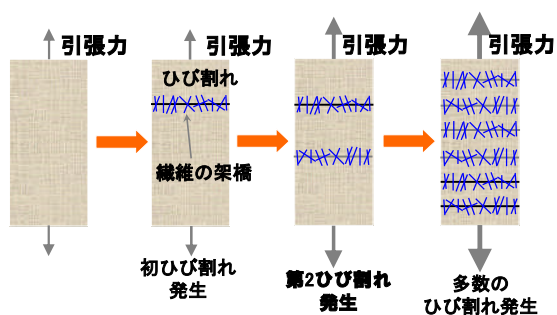 引張力
引張力
引張力
引張力
ひび割れ
繊維の架橋
初ひび割れ
発生
第2ひび割れ
発生
多数の
ひび割れ発生